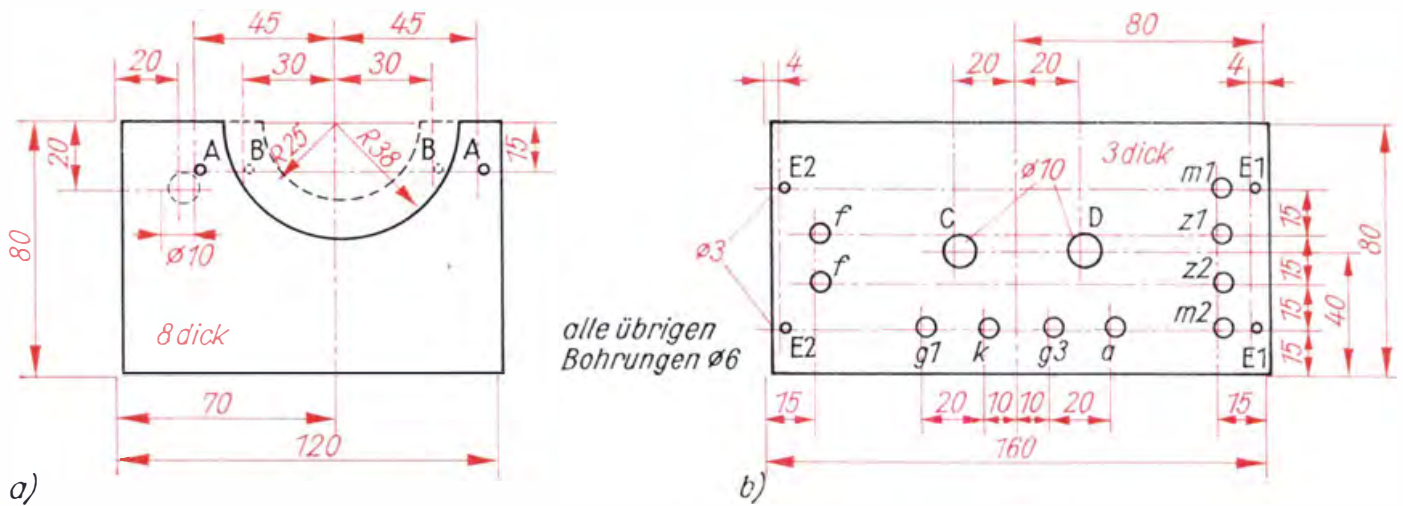 45 45
20 30 30
A B B A
R25 R38
20 15
80
ø10
8 dick
70
120
a)
80
4 20 20 4
3 dick
E2 ø10 m1 E1
f C D z1
f z2
ø3
m2
E2 g1 k g3 a E1
15 15 15 15
40
80
alle übrigen
Bohrungen ø6
15 20 10 10 20 15
160
b)